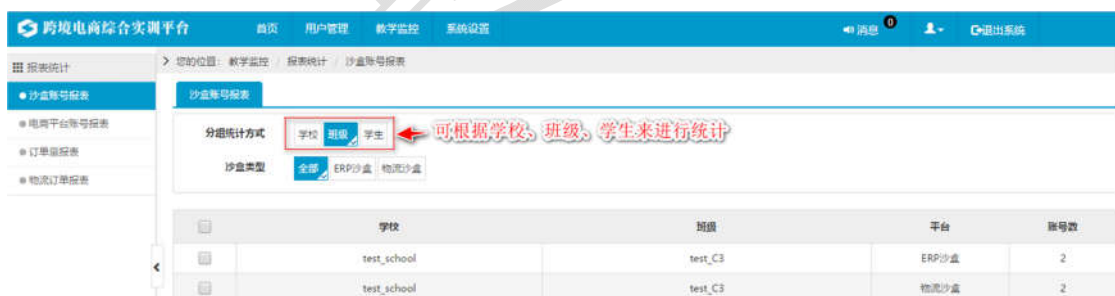 跨境电商综合实训平台 首页 用户管理 教学监控 系统设置 消息 0 退出系统
报表统计 您的位置: 教学监控 / 报表统计 / 沙盒账号报表
沙盒账号报表 沙盒账号报表
电商平台账号报表 分组统计方式 学校 班级 学生 可根据学校、班级、学生来进行统计
订单量报表
物流订单报表 沙盒类型 全部 ERP沙盒 物流沙盒
学校 班级 平台 账号数
test_school test_C3 ERP沙盒 2
test_school test_C3 物流沙盒 2